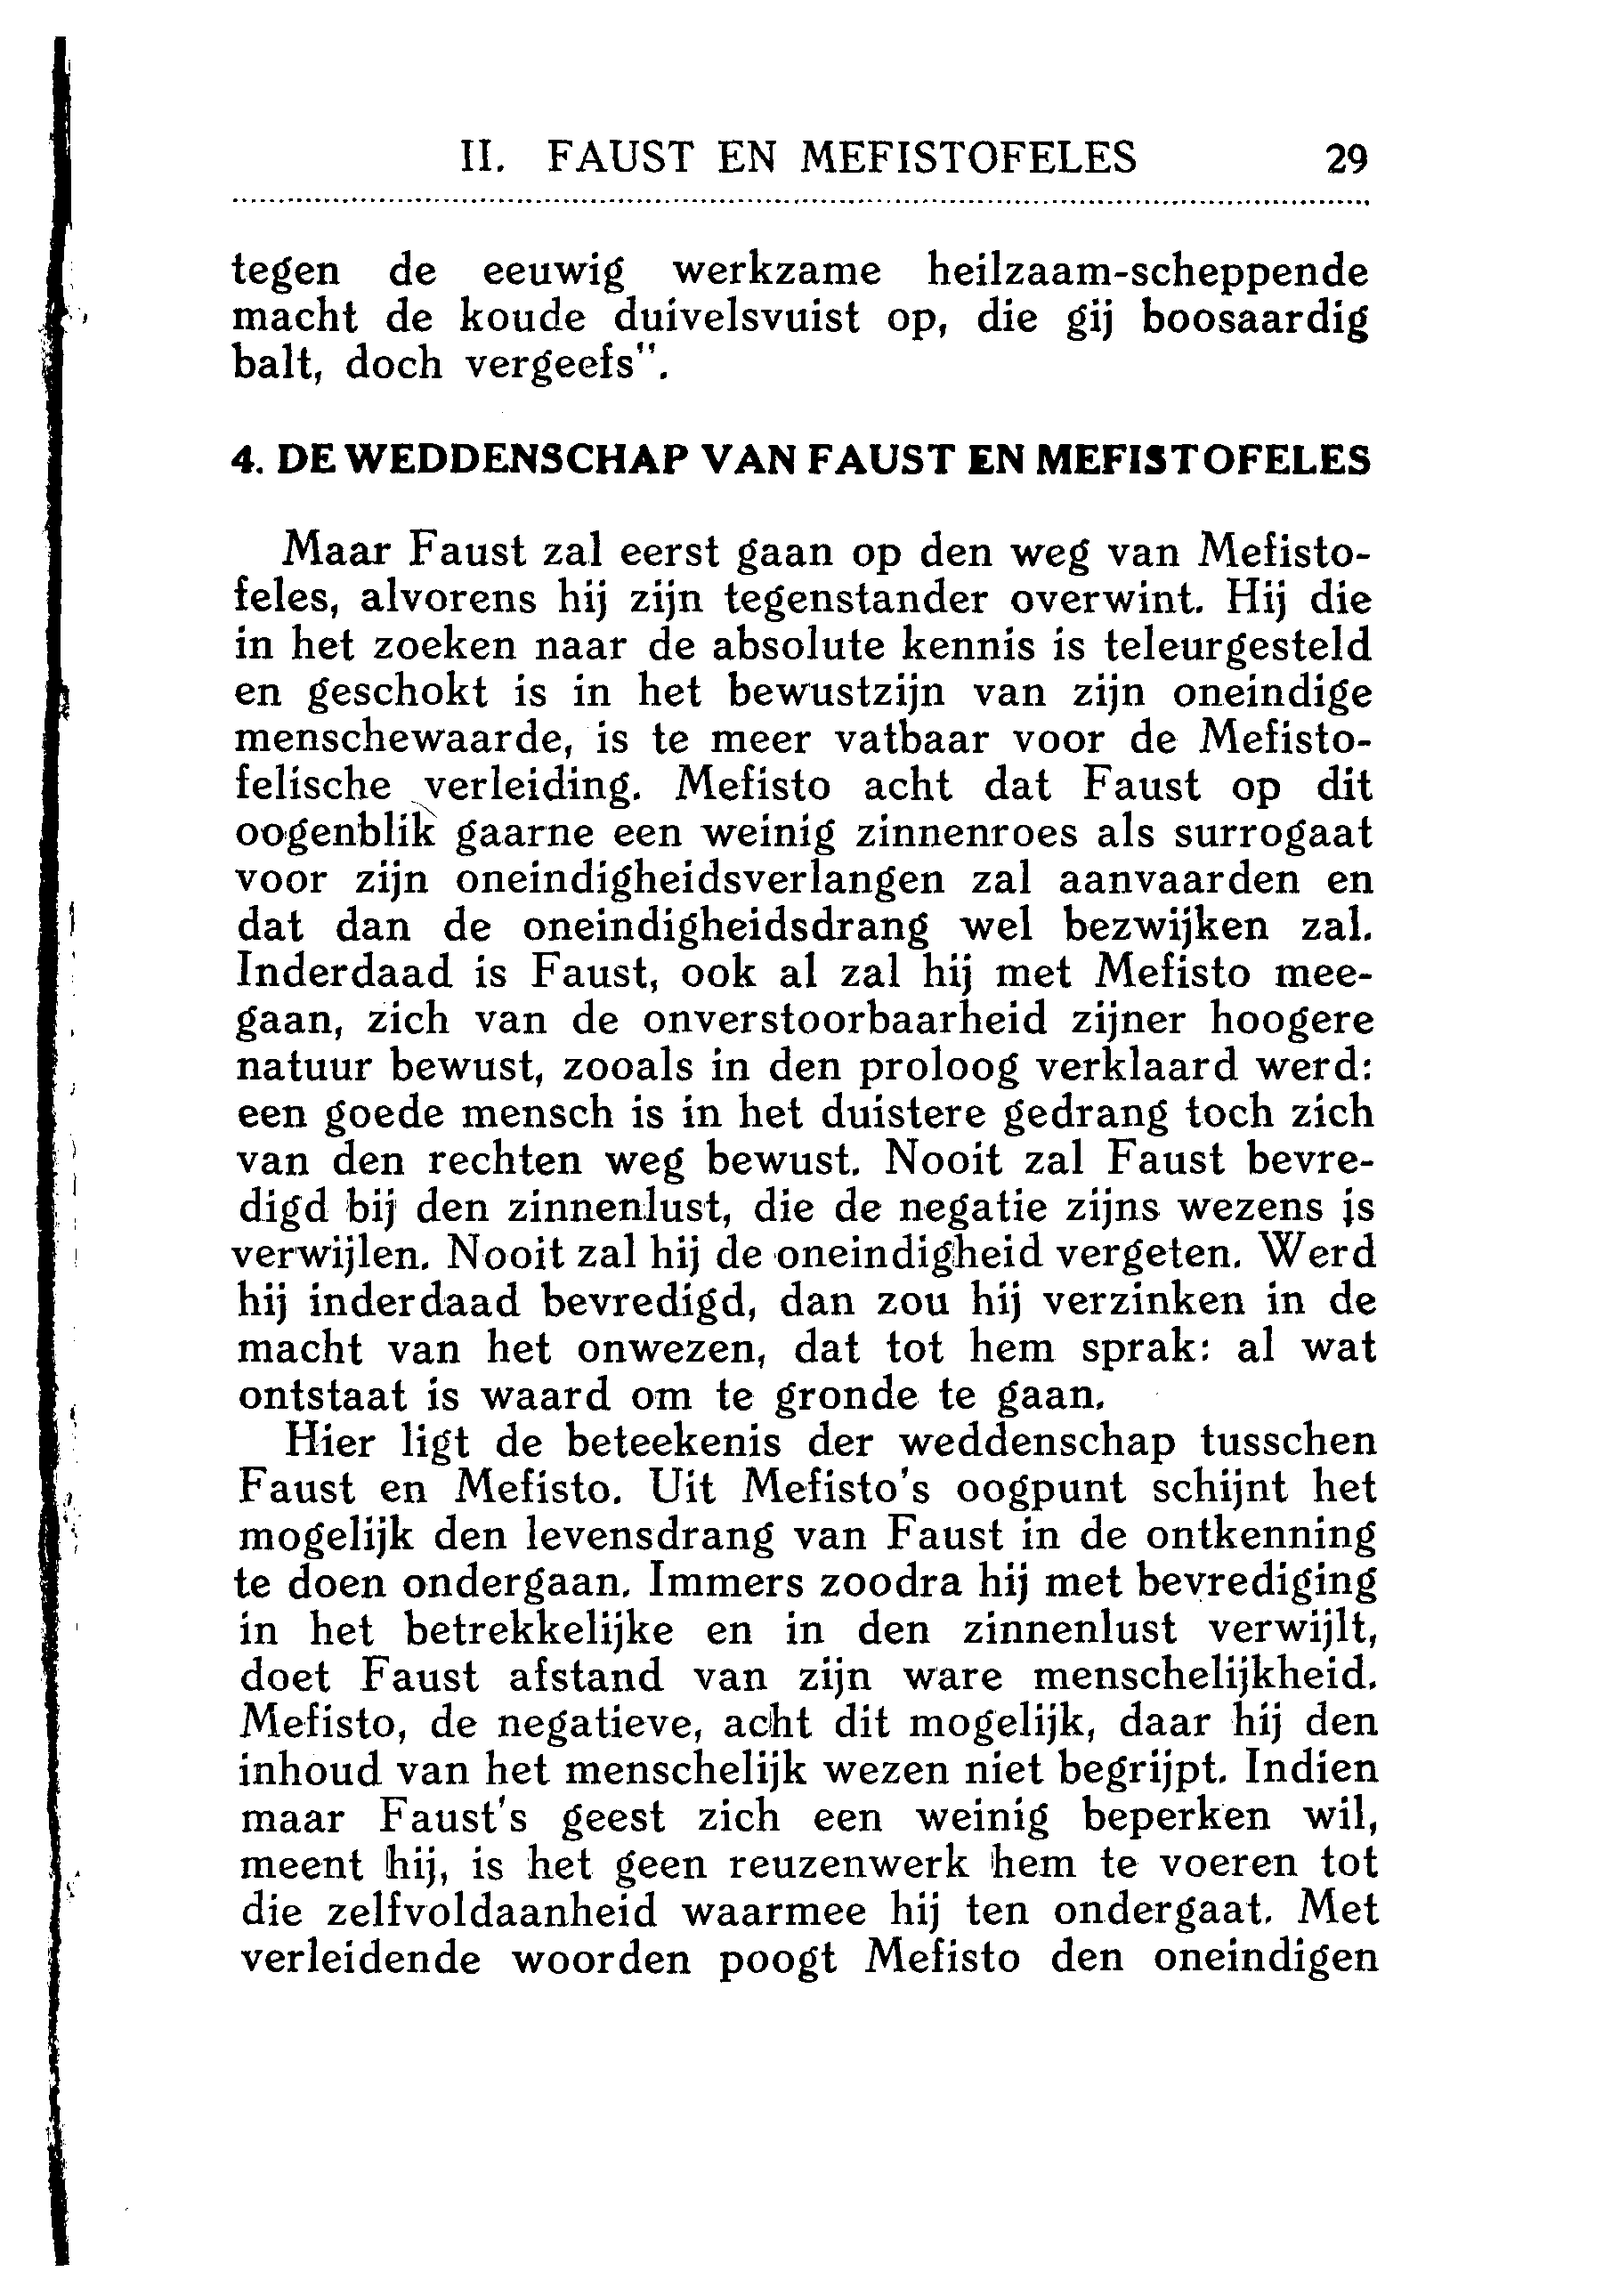 II. FAUST EN MEFISTOFELES 29
tegen de eeuwig werkzame heilzaam-scheppende
macht de koude duivelsvuist op, die gij boosaardig
balt, doch vergeefs".
4. DE WEDDENSCHAP VAN FAUST EN MEFISTOFELES
Maar Faust zal eerst gaan op den weg van Mefisto-
feles, alvorens hij zijn tegenstander overwint. Hij die
in het zoeken naar de absolute kennis is teleurgesteld
en geschokt is in het bewustzijn van zijn oneindige
menschewaarde, is te meer vatbaar voor de Mefisto-
felische verleiding. Mefisto acht dat Faust op dit
oogenblik gaarne een weinig zinnenroes als surrogaat
voor zijn oneindigheidsverlangen zal aanvaarden en
dat dan de oneindigheidsdrang wel bezwijken zal.
Inderdaad is Faust, ook al zal hij met Mefisto mee-
gaan, zich van de onverstoorbaarheid zijner hoogere
natuur bewust, zooals in den proloog verklaard werd:
een goede mensch is in het duistere gedrang toch zich
van den rechten weg bewust. Nooit zal Faust bevre-
digd bij den zinnenlust, die de negatie zijns wezens is
verwijlen. Nooit zal hij de oneindigheid vergeten. Werd
hij inderdaad bevredigd, dan zou hij verzinken in de
macht van het onwezen, dat tot hem sprak: al wat
ontstaat is waard om te gronde te gaan.
Hier ligt de beteekenis der weddenschap tusschen
Faust en Mefisto. Uit Mefisto's oogpunt schijnt het
mogelijk den levensdrang van Faust in de ontkenning
te doen ondergaan. Immers zoodra hij met bevrediging
in het betrekkelijke en in den zinnenlust verwijlt,
doet Faust afstand van zijn ware menschelijkheid.
Mefisto, de negatieve, acht dit mogelijk, daar hij den
inhoud van het menschelijk wezen niet begrijpt. Indien
maar Faust's geest zich een weinig beperken wil,
meent hij, is het geen reuzenwerk hem te voeren tot
die zelfvoldaanheid waarmee hij ten ondergaat. Met
verleidende woorden poogt Mefisto den oneindigen